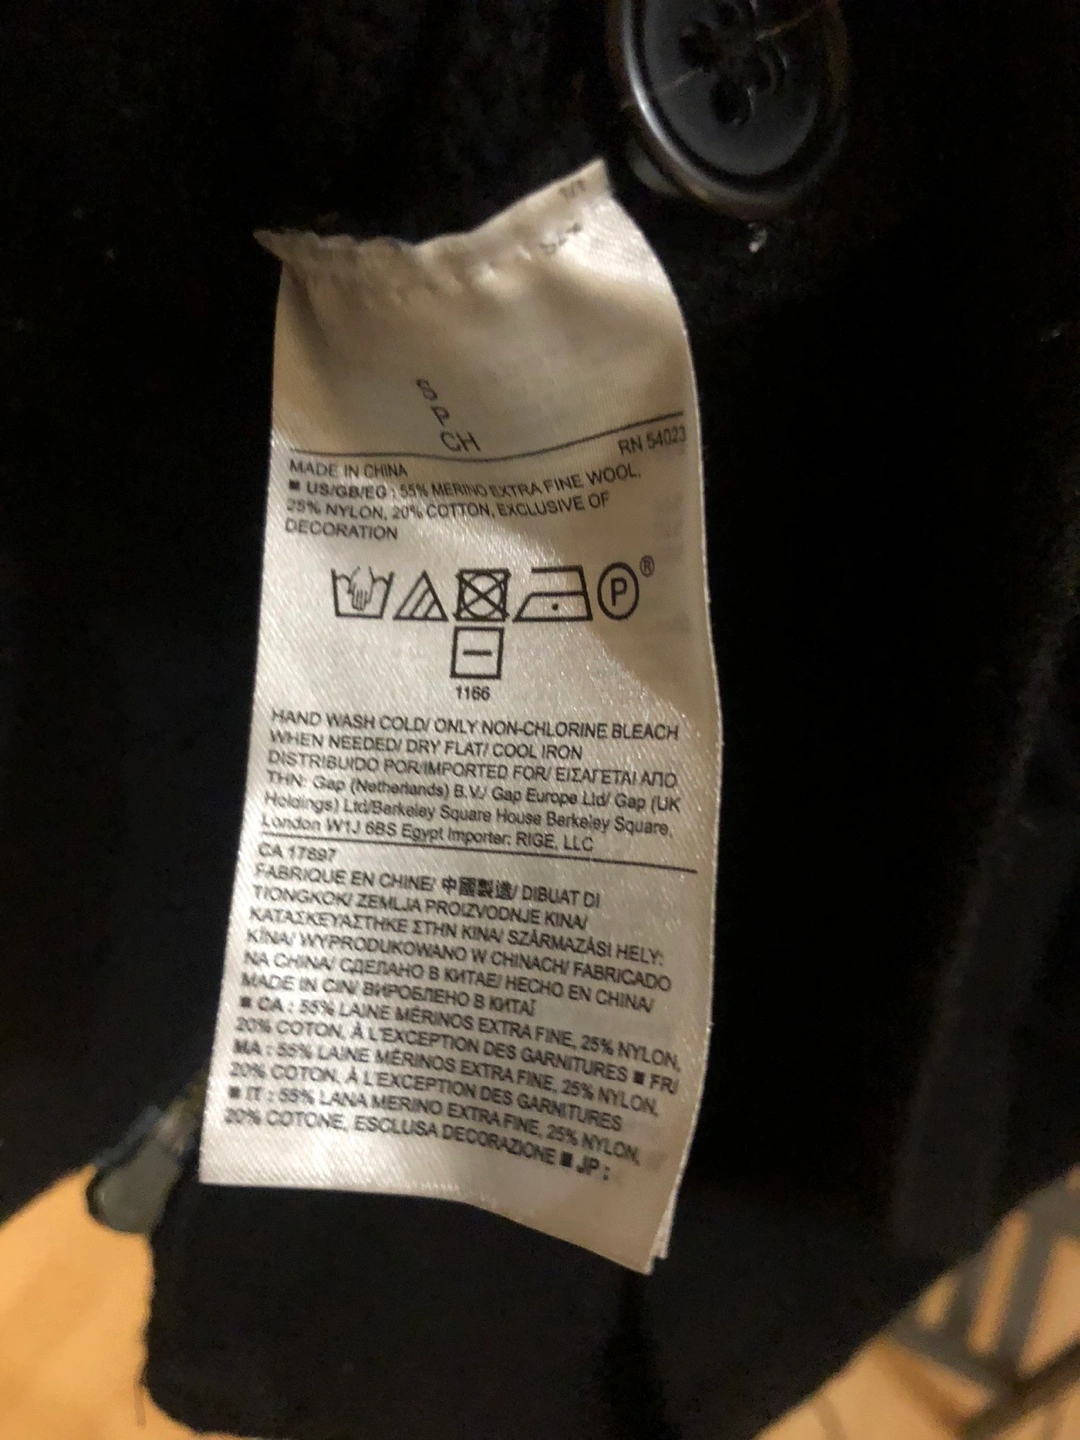 S
P
CH
RN 54023
MADE IN CHINA
■ US/GB/EG : 55% MERINO EXTRA FINE WOOL,
25% NYLON, 20% COTTON, EXCLUSIVE OF
DECORATION
P ®
1166
HAND WASH COLD/ ONLY NON-CHLORINE BLEACH
WHEN NEEDED/ DRY FLAT/ COOL IRON
DISTRIBUIDO POR/IMPORTED FOR/ ΕΙΣΑΓΕΤΑΙ ΑΠΟ
ΤΗΝ: Gap (Netherlands) B.V./ Gap Europe Ltd/ Gap (UK
Holdings) Ltd/Berkeley Square House Berkeley Square,
London W1J 6BS Egypt Importer: RIGE, LLC
CA 17897
FABRIQUE EN CHINE/ 中國製造/ DIBUAT DI
TIONGKOK/ ZEMLJA PROIZVODNJE KINA/
ΚΑΤΑΣΚΕΥΑΣΤΗΚΕ ΣΤΗΝ ΚΙΝΑ/ SZÁRMAZÁSI HELY:
KÍNA/ WYPRODUKOWANO W CHINACH/ FABRICADO
NA CHINA/ СДЕЛАНО В КИТАЕ/ HECHO EN CHINA/
MADE IN CIN/ ВИРОБЛЕНО В КИТАЇ
■ CA : 55% LAINE MÉRINOS EXTRA FINE, 25% NYLON,
20% COTON, À L'EXCEPTION DES GARNITURES ■ FR/
MA : 55% LAINE MÉRINOS EXTRA FINE, 25% NYLON,
20% COTON, À L'EXCEPTION DES GARNITURES
■ IT : 55% LANA MERINO EXTRA FINE, 25% NYLON,
20% COTONE, ESCLUSA DECORAZIONE ■ JP :